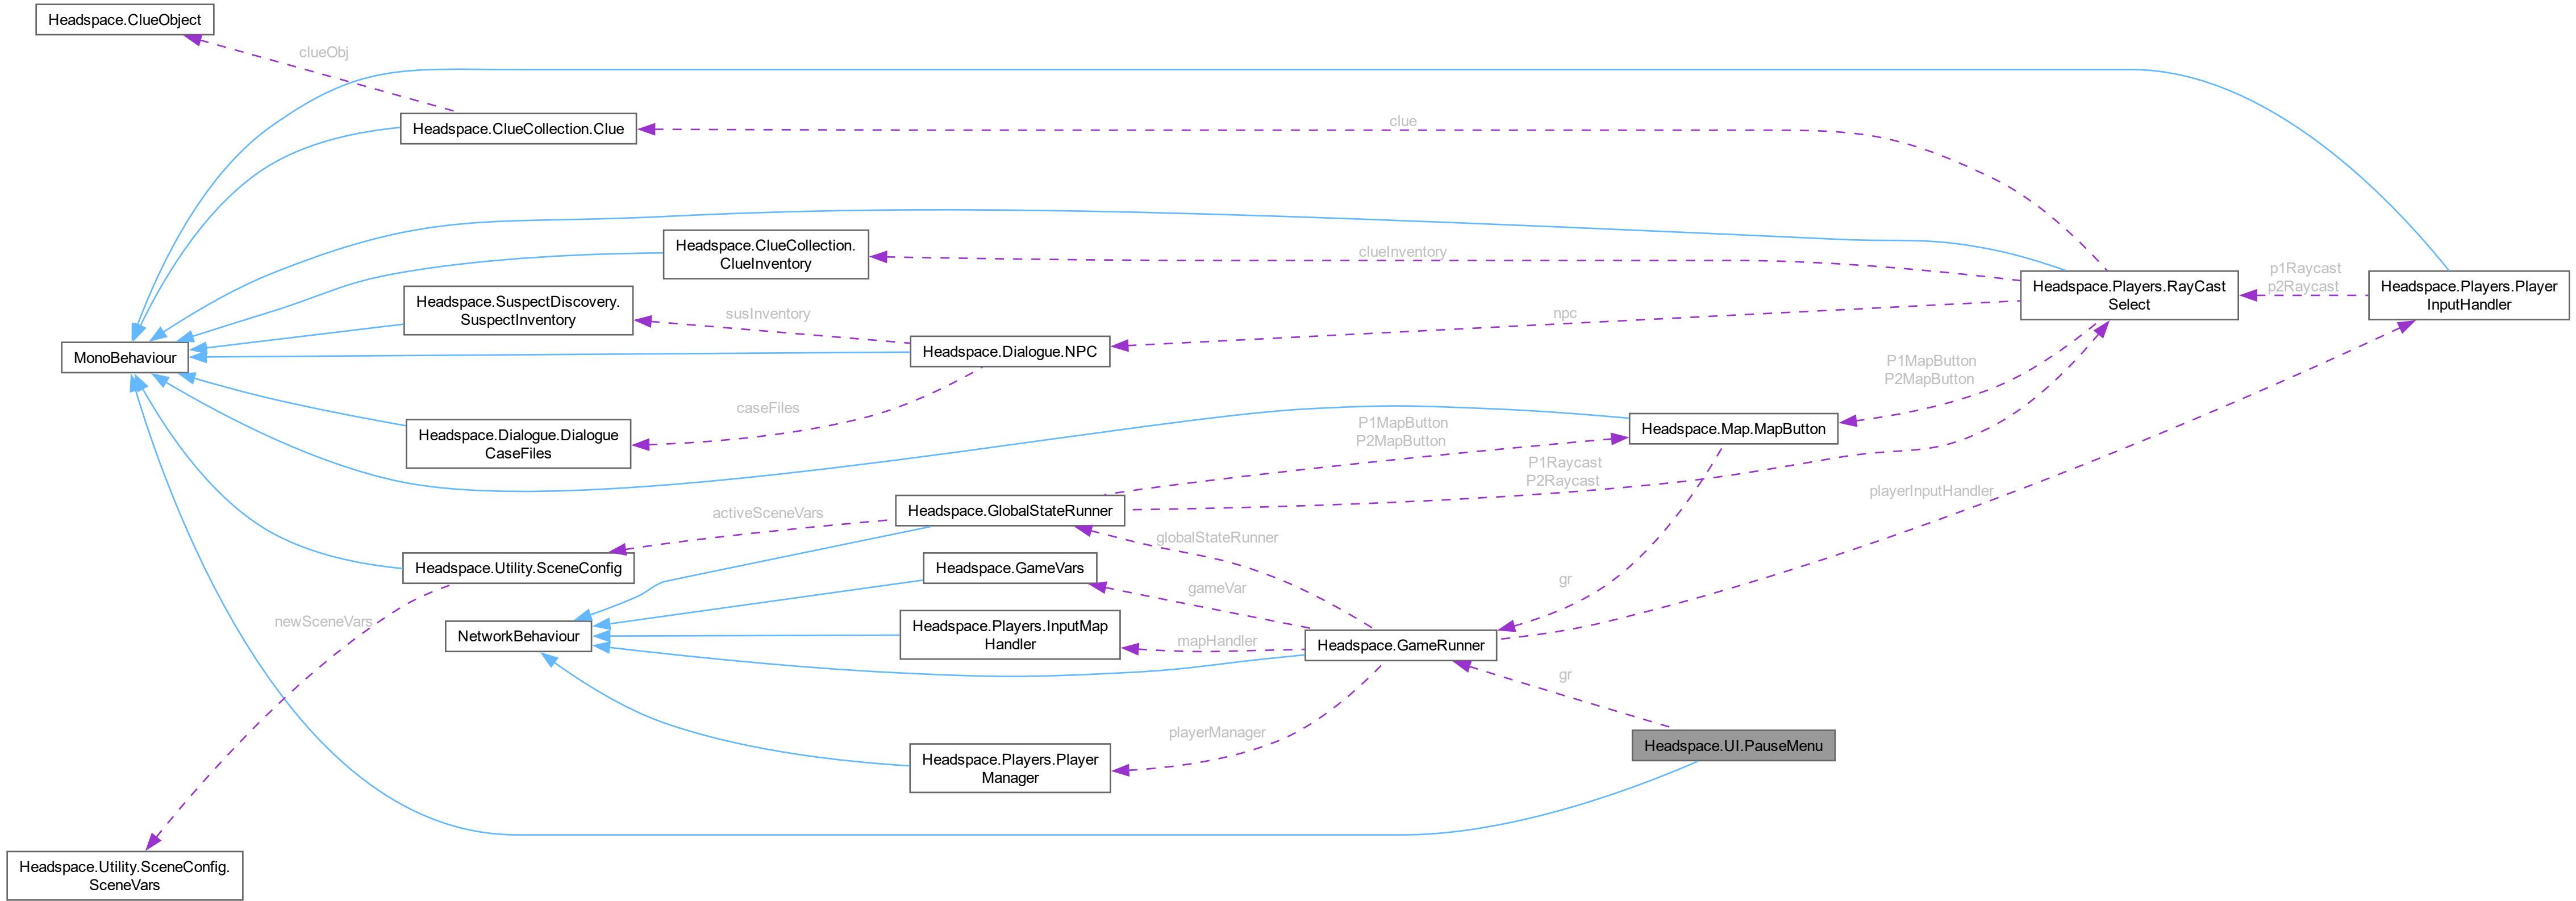 Headspace.ClueObject
clueObj
Headspace.ClueCollection.Clue
clue
Headspace.ClueCollection.
ClueInventory
clueInventory
Headspace.Players.RayCast
Select
p1Raycast
p2Raycast
Headspace.Players.Player
InputHandler
Headspace.SuspectDiscovery.
SuspectInventory
susInventory
npc
MonoBehaviour
Headspace.Dialogue.NPC
P1MapButton
P2MapButton
caseFiles
Headspace.Dialogue.Dialogue
CaseFiles
P1MapButton
P2MapButton
Headspace.Map.MapButton
P1Raycast
P2Raycast
playerInputHandler
activeSceneVars
Headspace.GlobalStateRunner
globalStateRunner
Headspace.Utility.SceneConfig
Headspace.GameVars
gameVar
gr
newSceneVars
NetworkBehaviour
Headspace.Players.InputMap
Handler
mapHandler
Headspace.GameRunner
gr
playerManager
Headspace.Players.Player
Manager
Headspace.UI.PauseMenu
Headspace.Utility.SceneConfig.
SceneVars